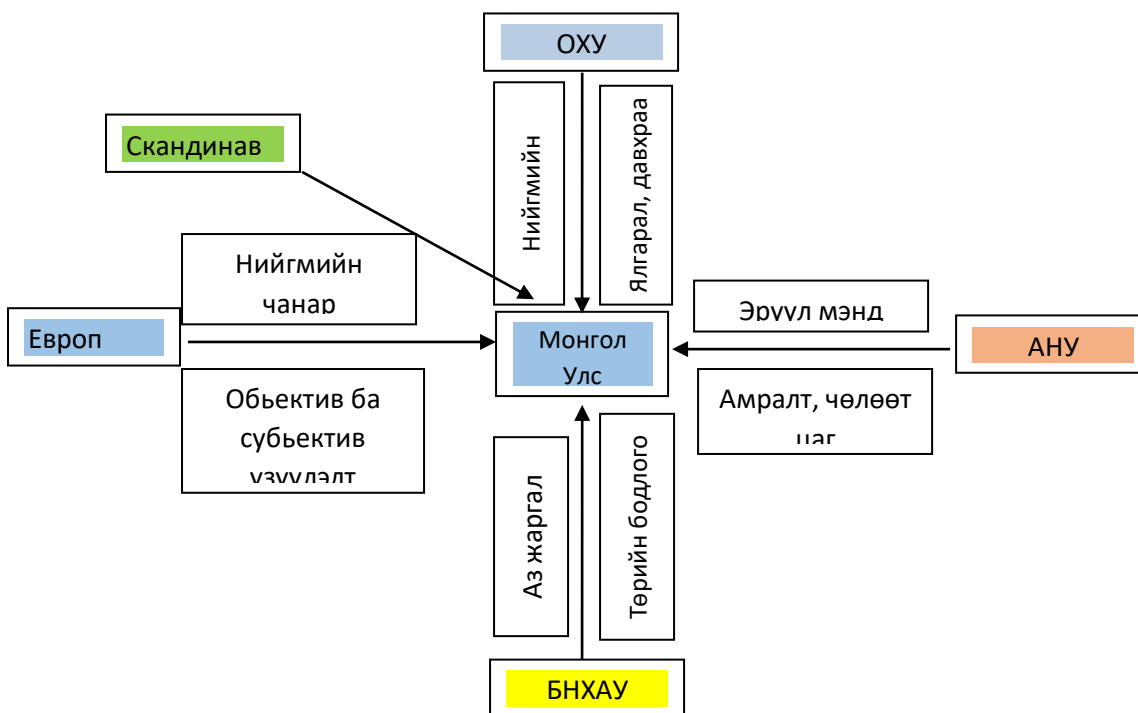 ОХУ
Скандинав
Нийгмийн
Ялгарал, давхраа
Нийгмийн
чанар
Эрүүл мэнд
Европ
Монгол
Улс
АНУ
Обьектив ба
субьектив
үзүүлэлт
Амралт, чөлөөт
цаг
Аз жаргал
Төрийн бодлого
БНХАУ